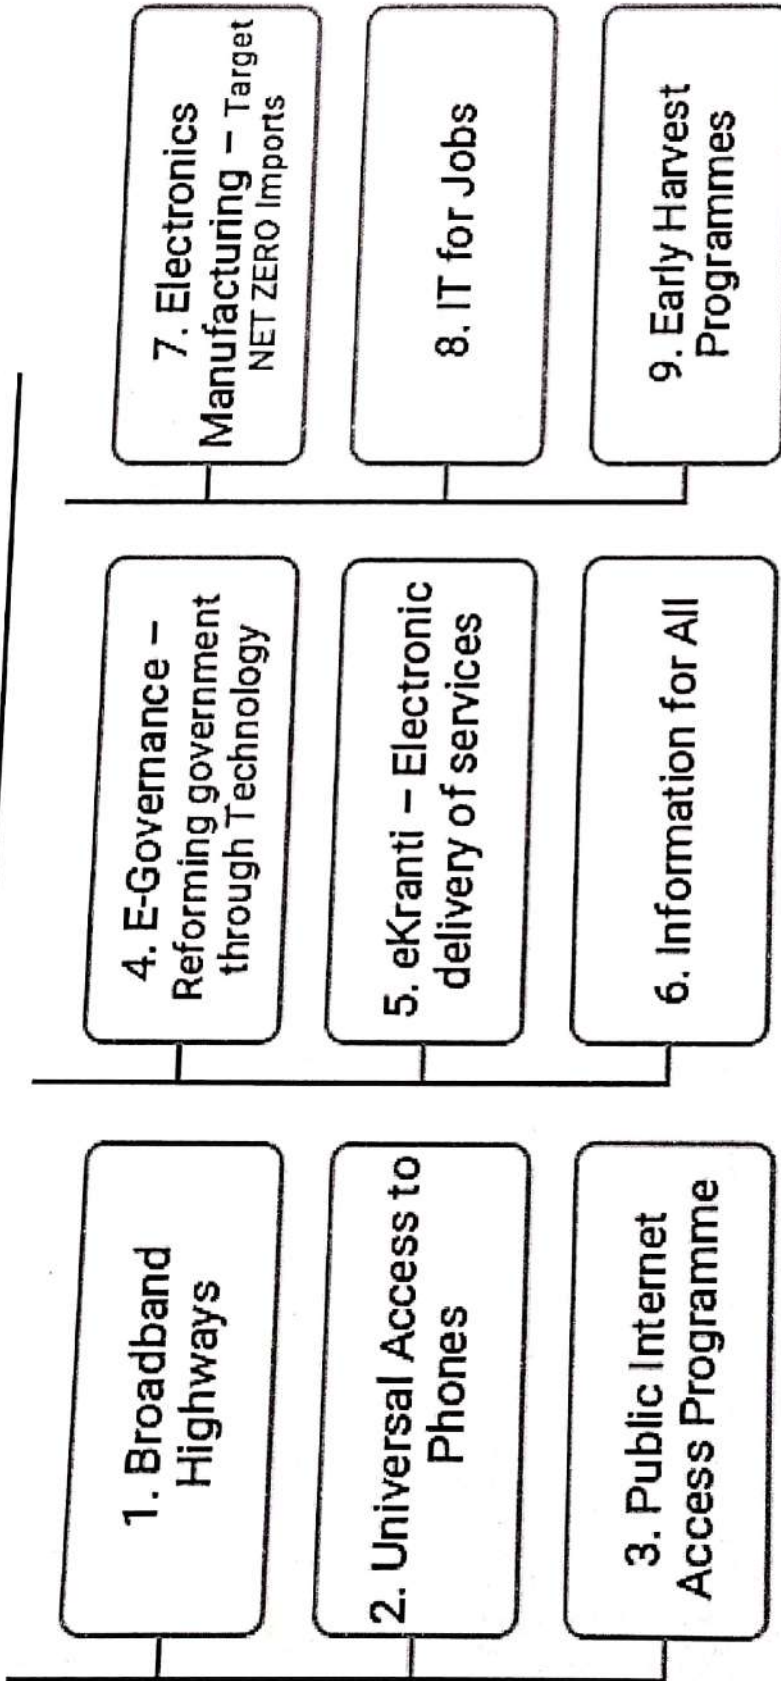 1. Broadband
Highways
2. Universal Access to
Phones
3. Public Internet
Access Programme
4. E-Governance –
Reforming government
through Technology
5. eKranti – Electronic
delivery of services
6. Information for All
7. Electronics
Manufacturing – Target
NET ZERO Imports
8. IT for Jobs
9. Early Harvest
Programmes